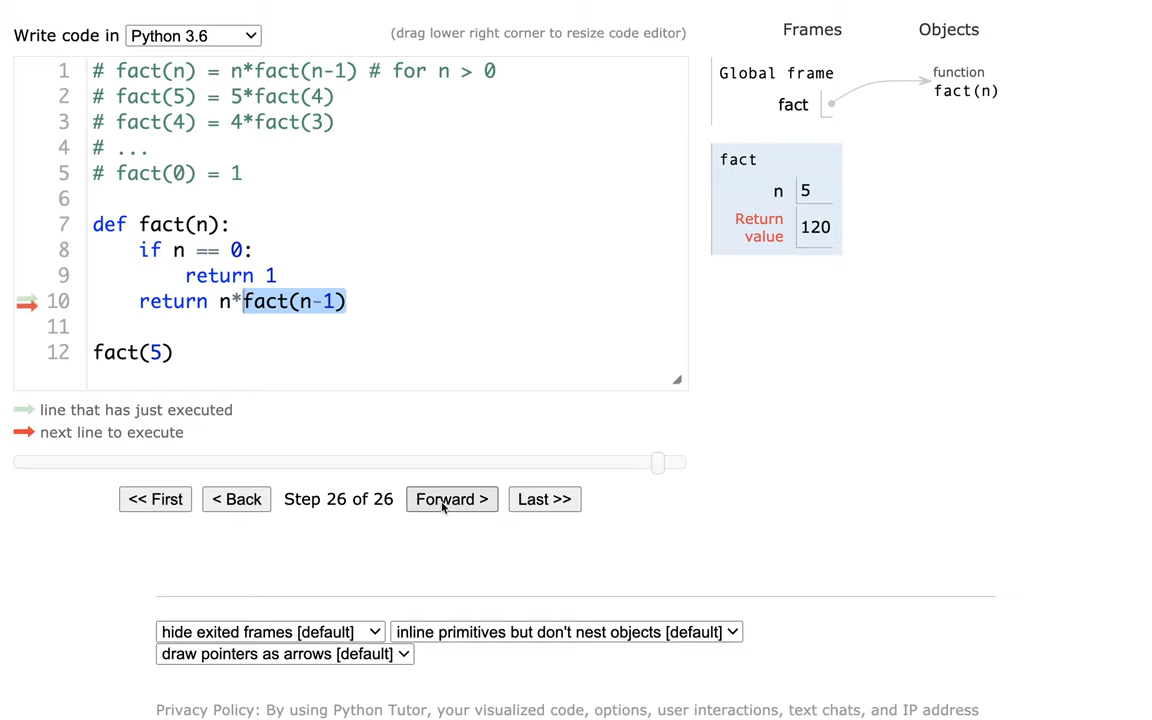 Write code in Python 3.6
(drag lower right corner to resize code editor)
1 # fact(n) = n*fact(n-1) # for n > 0
2 # fact(5) = 5*fact(4)
3 # fact(4) = 4*fact(3)
4 # ...
5 # fact(0) = 1
6
7 def fact(n):
8     if n == 0:
9         return 1
10     return n*fact(n-1)
11
12 fact(5)
line that has just executed
next line to execute
<< First < Back Step 26 of 26 Forward > Last >>
Frames Objects
Global frame
fact
function
fact(n)
fact
n 5
Return
value 120
hide exited frames [default] inline primitives but don't nest objects [default]
draw pointers as arrows [default]
Privacy Policy: By using Python Tutor, your visualized code, options, user interactions, text chats, and IP address